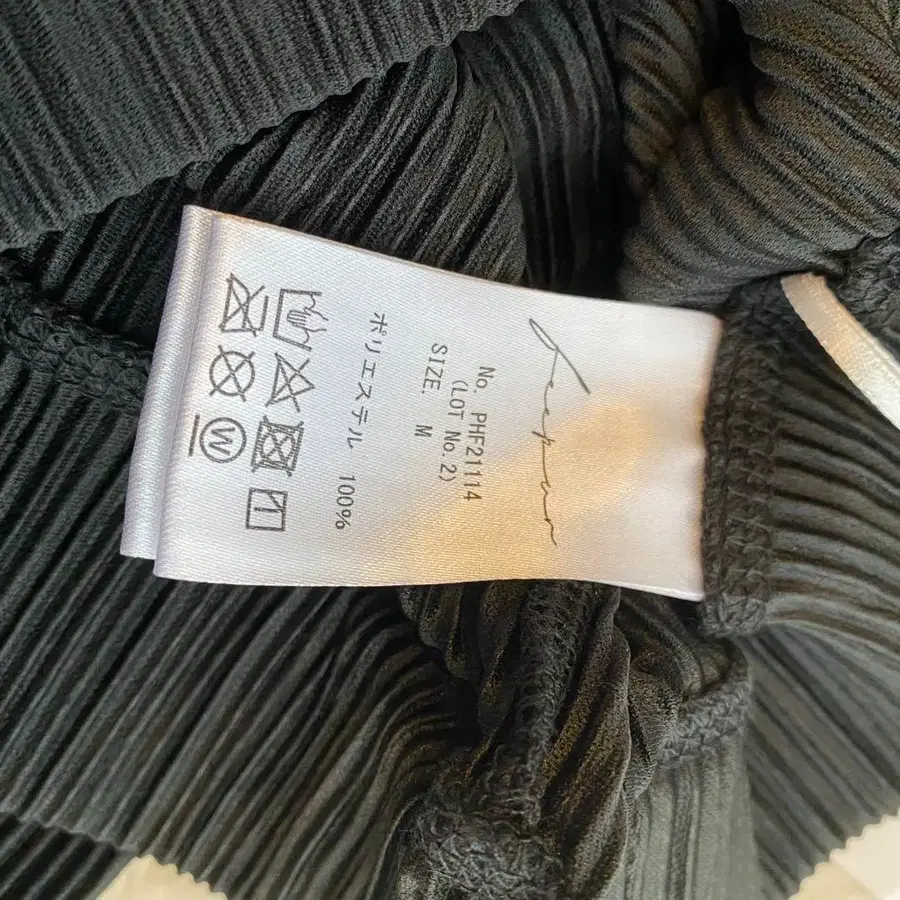 No. PHF21114
(LOT No.2)
SIZE. M
ポリエステル 100%
W